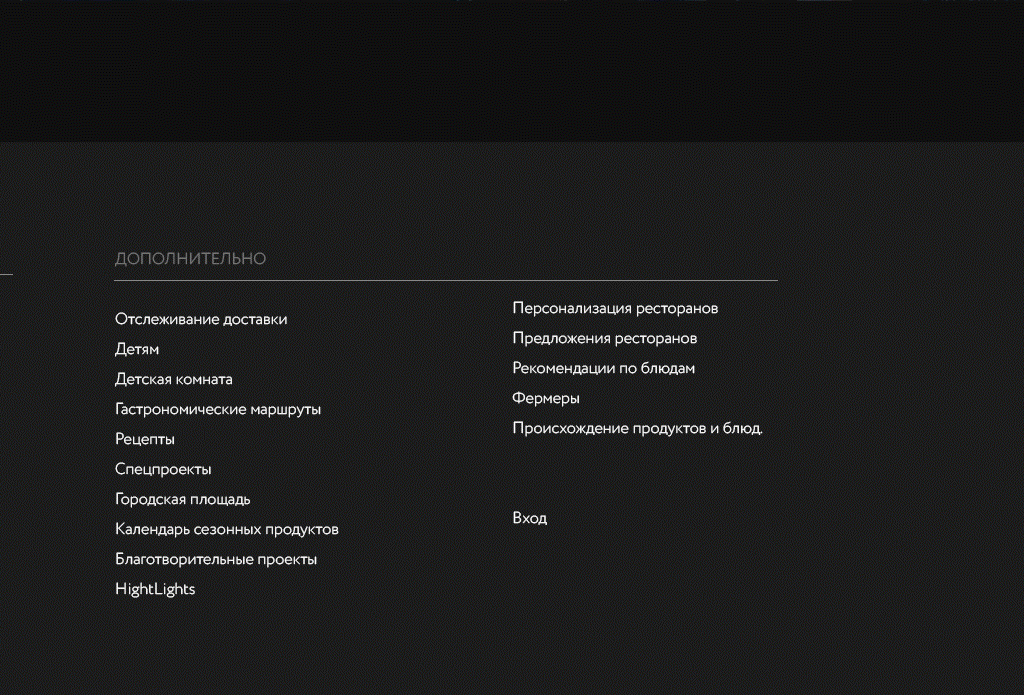 ДОПОЛНИТЕЛЬНО
Отслеживание доставки
Детям
Детская комната
Гастрономические маршруты
Рецепты
Спецпроекты
Городская площадь
Календарь сезонных продуктов
Благотворительные проекты
HightLights
Персонализация ресторанов
Предложения ресторанов
Рекомендации по блюдам
Фермеры
Происхождение продуктов и блюд.
Вход